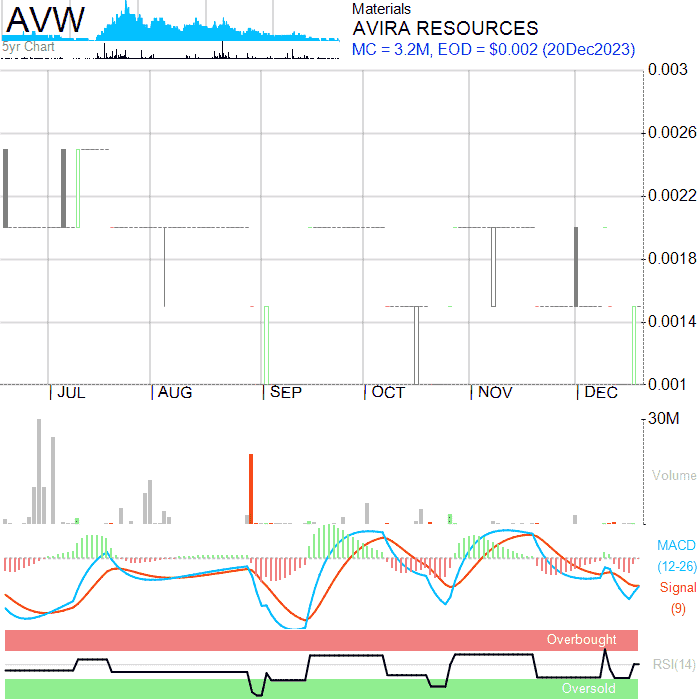 AVW
5yr Chart
Materials
AVIRA RESOURCES
MC = 3.2M, EOD = $0.002 (20Dec2023)
0.003
0.0026
0.0022
0.0018
0.0014
0.001
JUL AUG SEP OCT NOV DEC
30M
Volume
MACD
(12-26)
Signal
(9)
Overbought
RSI(14)
Oversold